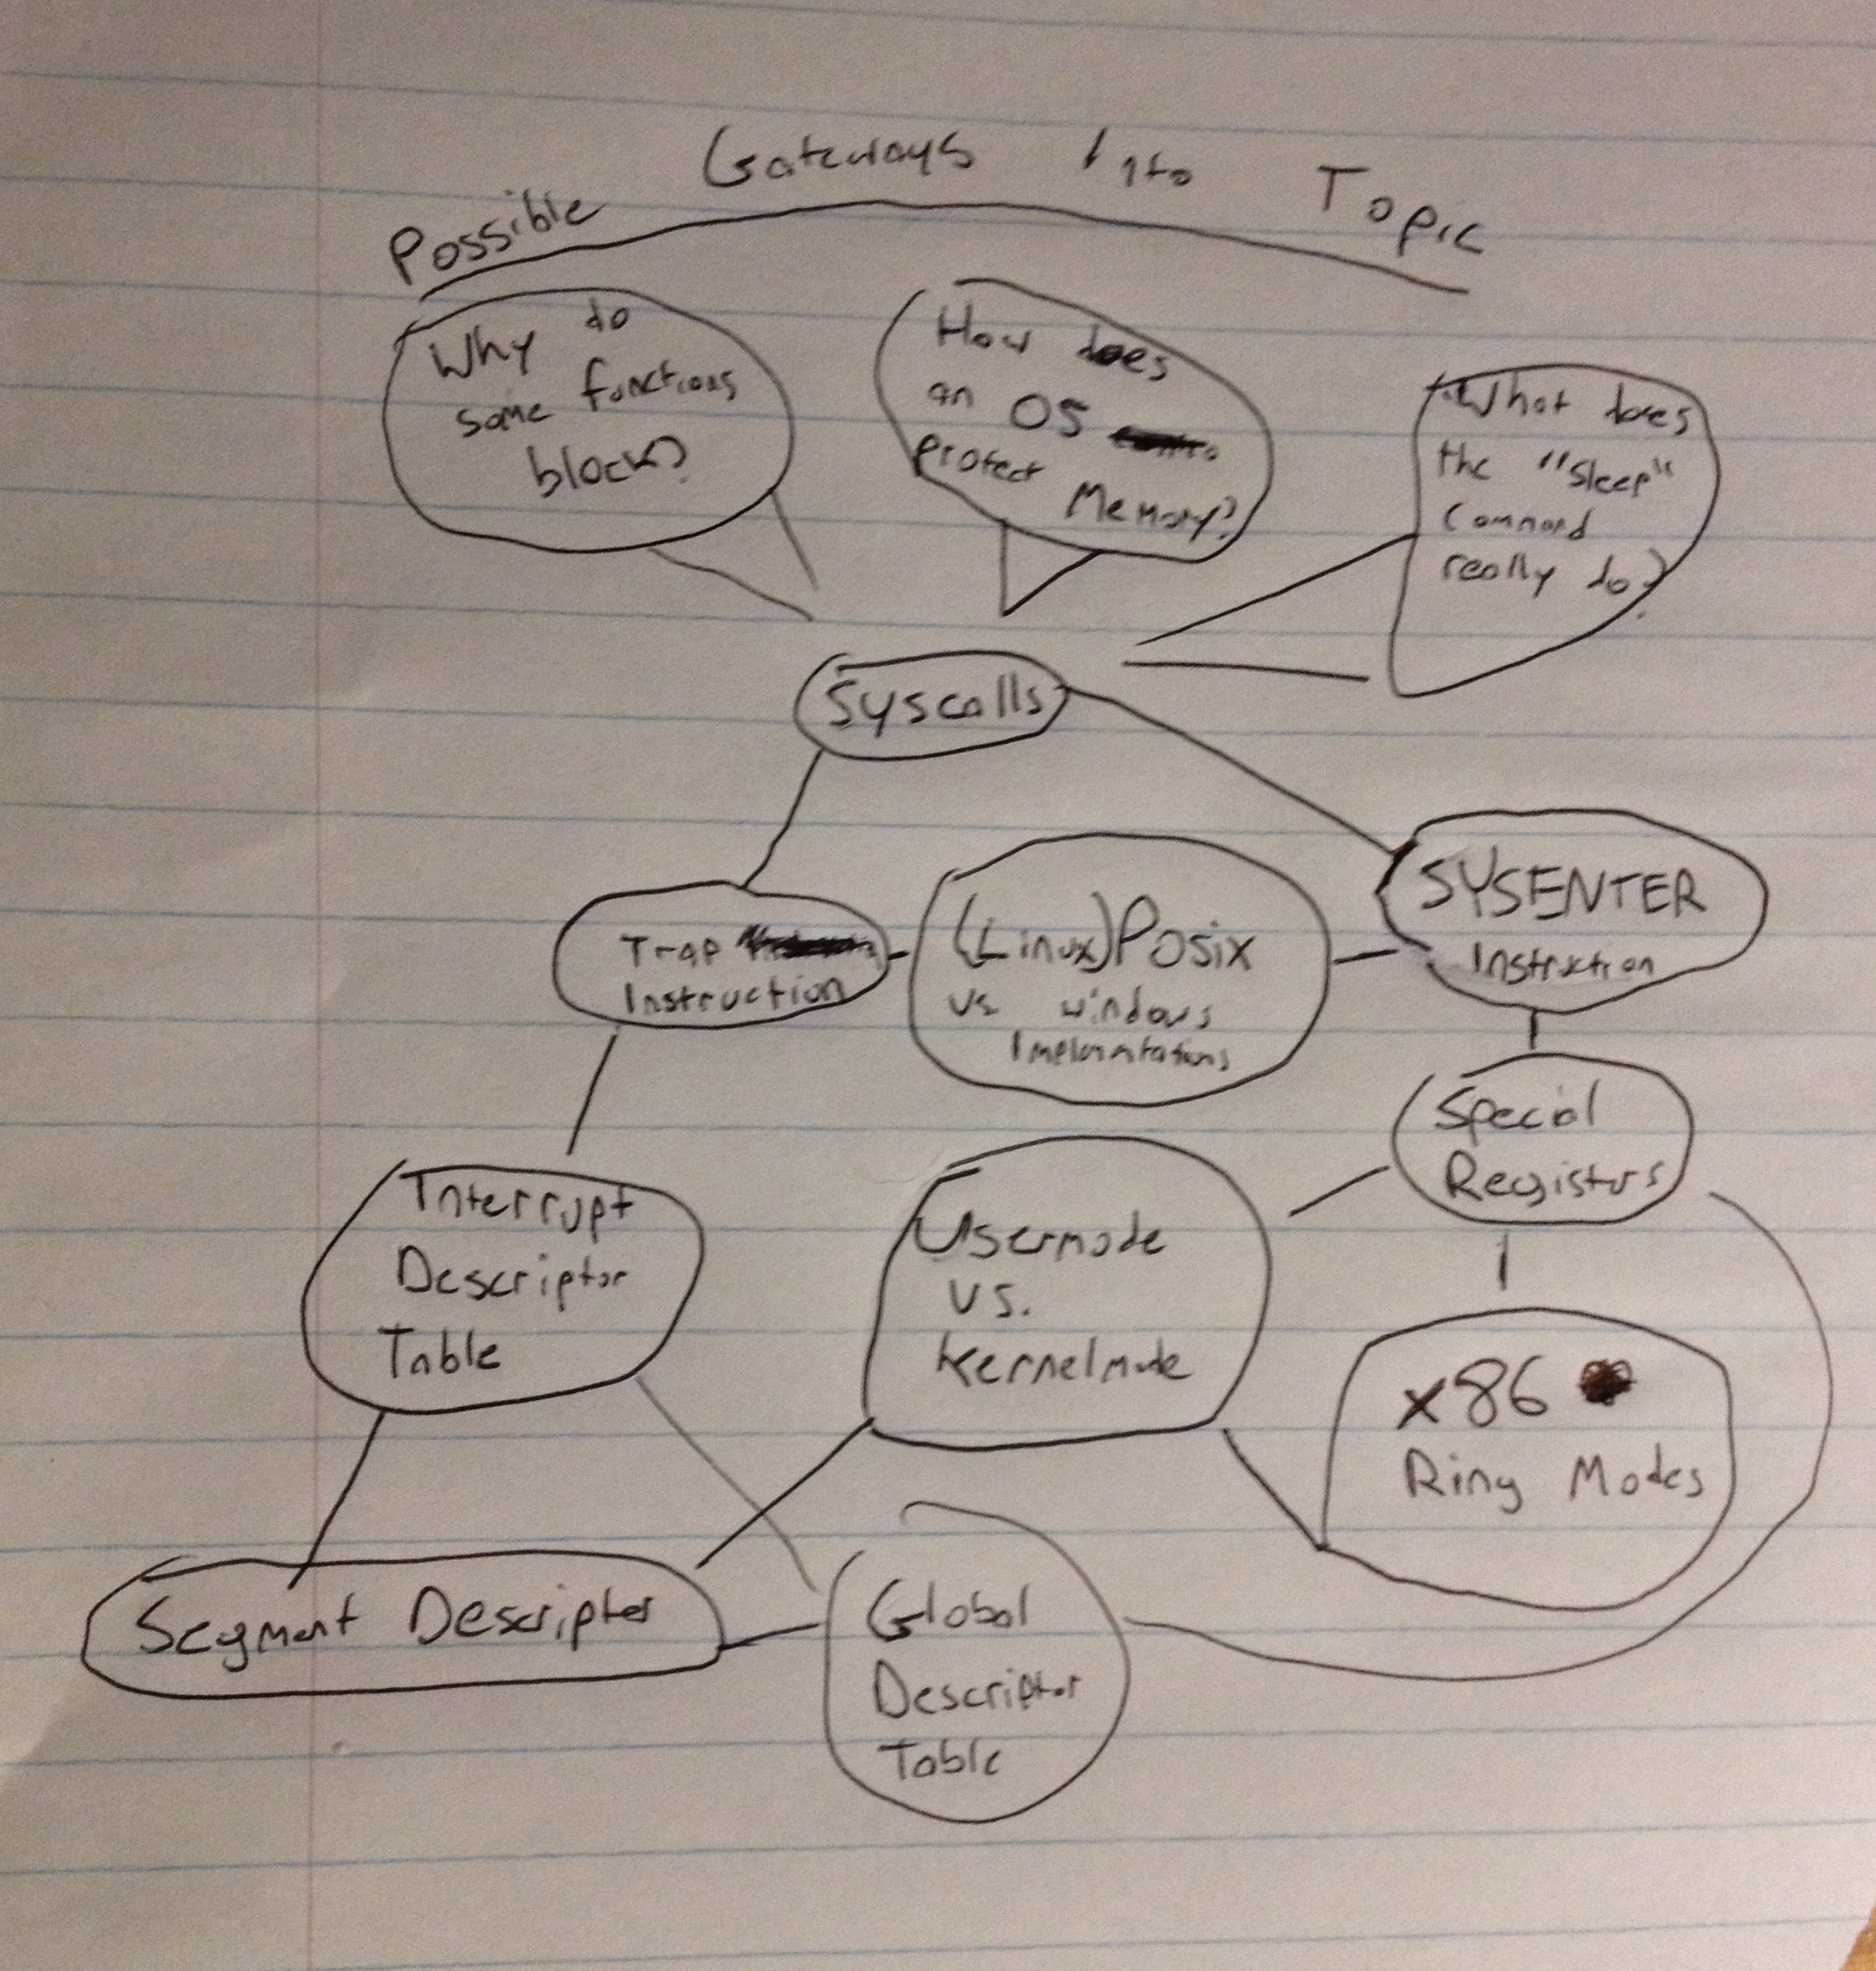 Possible Gateways Into Topic
Why do
some functions
block?
How does
an OS
protect
Memory?
What does
the "Sleep"
Command
really do?
Syscalls
Trap
Instruction
(Linux) Posix
vs windows
Implementations
SYSENTER
Instruction
Special
Registers
Interrupt
Descriptor
Table
Usermode
vs.
Kernelmode
x86
Ring Modes
Segment Descripter
Global
Descriptor
Table